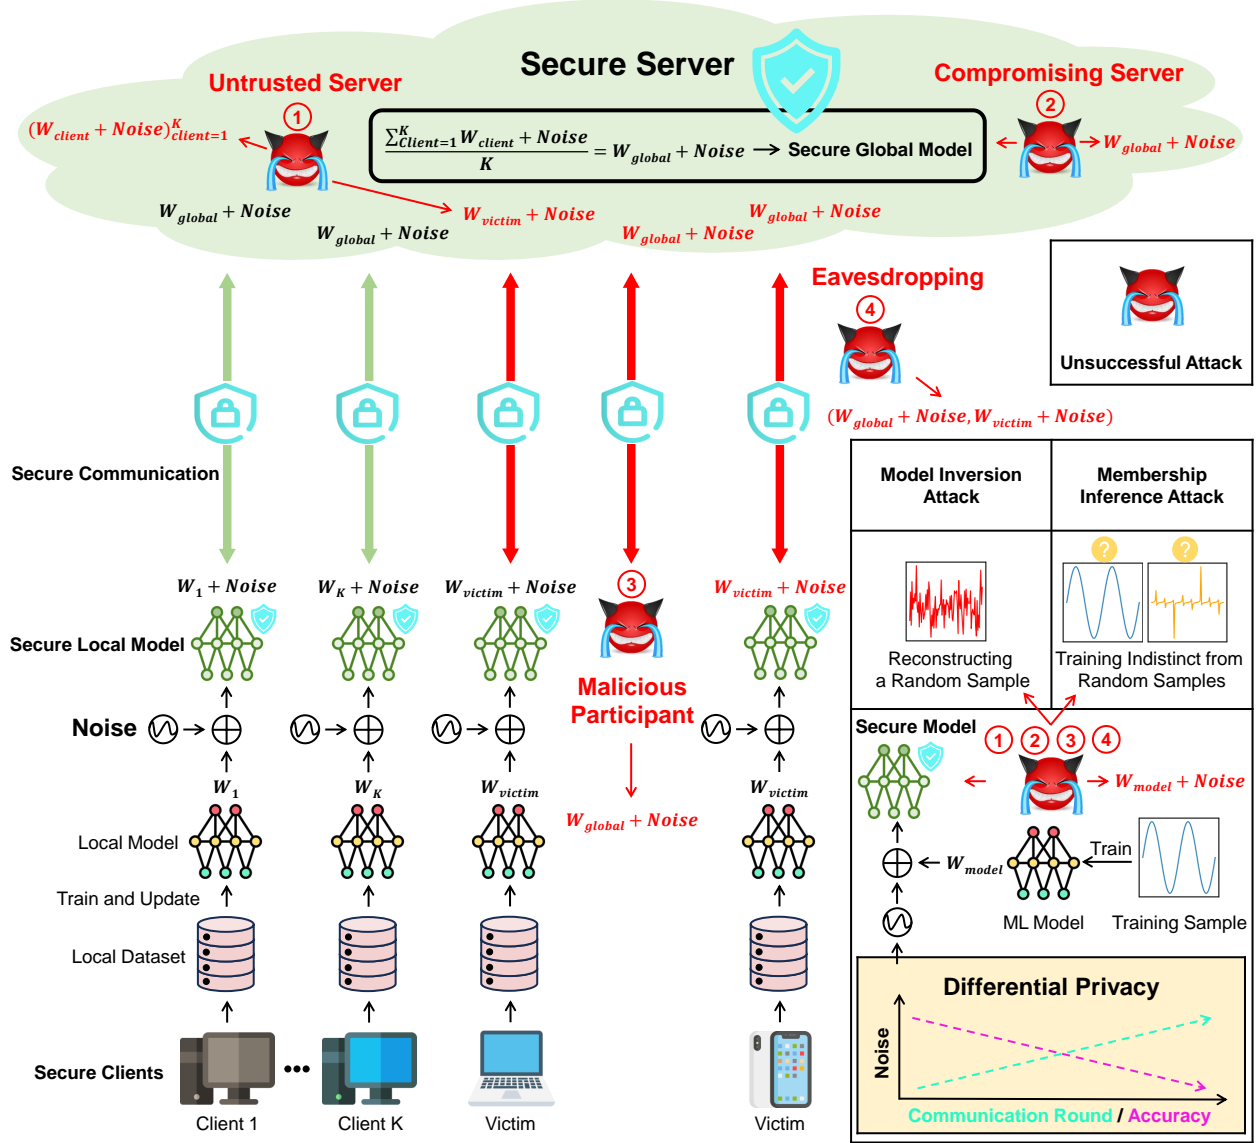 Secure Server
Untrusted Server
Compromising Server
1
2
(W_client + Noise)^K_client=1
∑^K_Client=1 W_client + Noise
K
= W_global + Noise → Secure Global Model
W_global + Noise
W_global + Noise
W_global + Noise
W_victim + Noise
W_global + Noise
W_global + Noise
Eavesdropping
4
(W_global + Noise, W_victim + Noise)
Unsuccessful Attack
Secure Communication
W_1 + Noise
W_K + Noise
W_victim + Noise
3
W_victim + Noise
Secure Local Model
Malicious
Participant
Noise
W_1
W_K
W_victim
W_global + Noise
W_victim
Local Model
Train and Update
Local Dataset
Secure Clients
Client 1
•••
Client K
Victim
Victim
Model Inversion
Attack
Membership
Inference Attack
?
?
Reconstructing
a Random Sample
Training Indistinct from
Random Samples
Secure Model
1 2 3 4
W_model + Noise
W_model
Train
ML Model
Training Sample
Differential Privacy
Noise
Communication Round / Accuracy